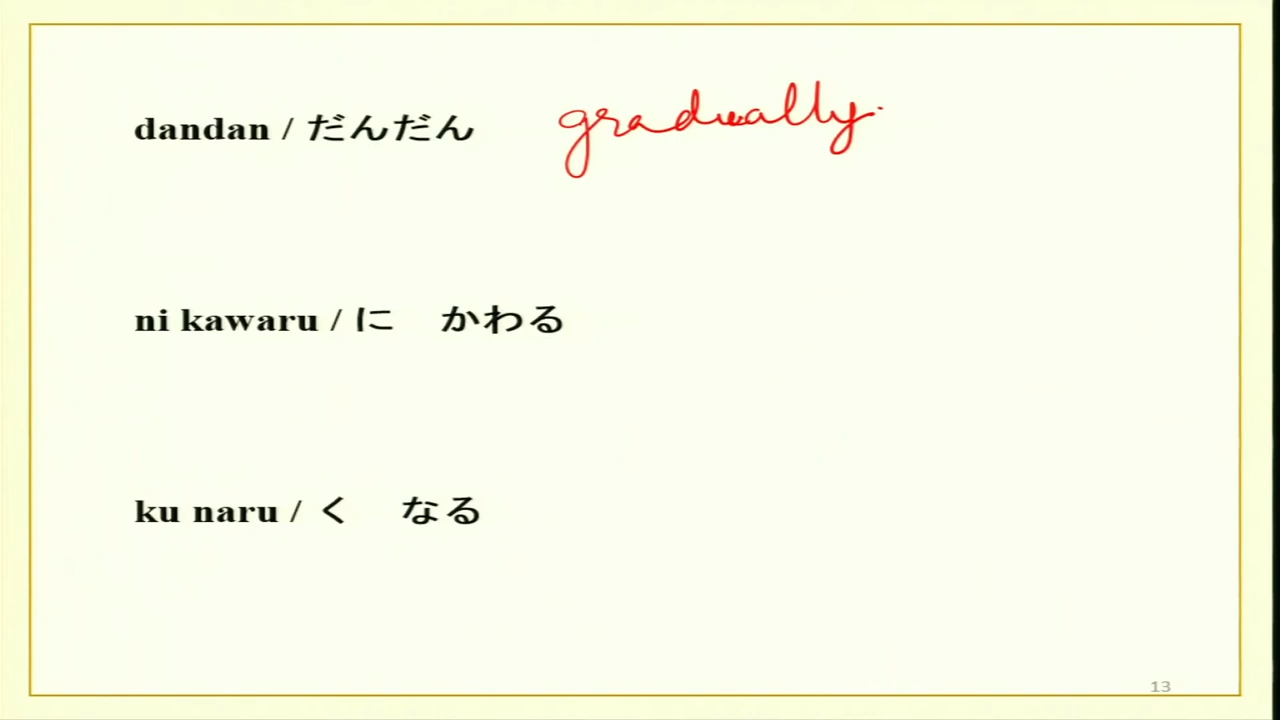 dandan / だんだん gradually.
ni kawaru / に　かわる
ku naru / く　なる
13